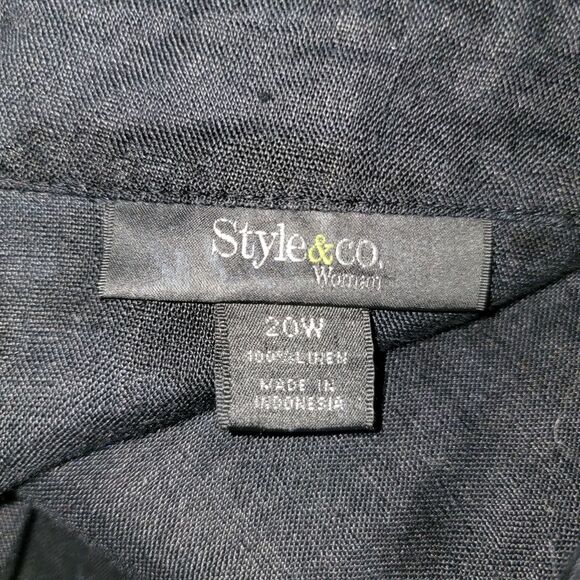 Style&co.
Woman
20W
100% LINEN
MADE IN
INDONESIA